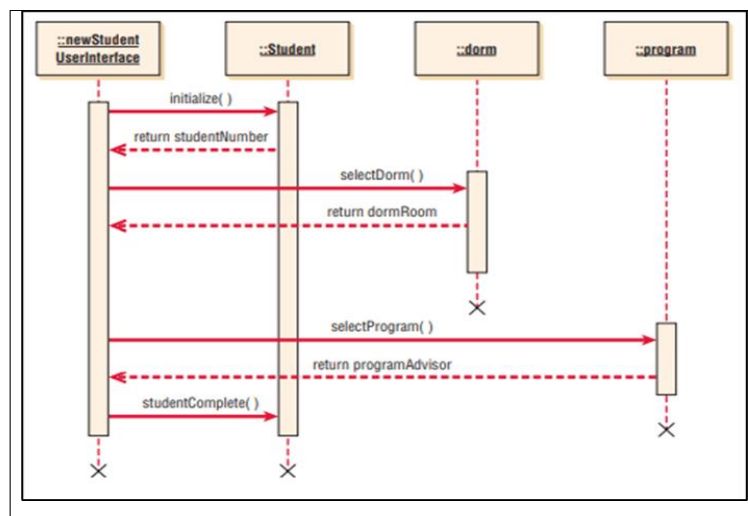 ::newStudent
UserInterface
::Student
::dorm
::program
initialize( )
return studentNumber
selectDorm( )
return dormRoom
selectProgram( )
return programAdvisor
studentComplete( )